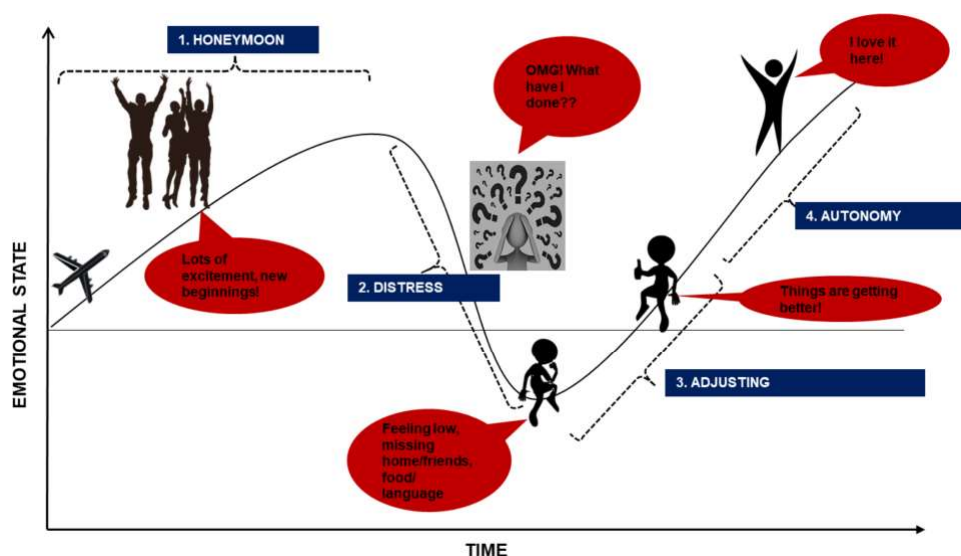 1. HONEYMOON
I love it
here!
OMG! What
have I
done??
4. AUTONOMY
Lots of
excitement, new
beginnings!
2. DISTRESS
Things are getting
better!
3. ADJUSTING
Feeling low,
missing
home/friends,
food/
language
EMOTIONAL STATE
TIME